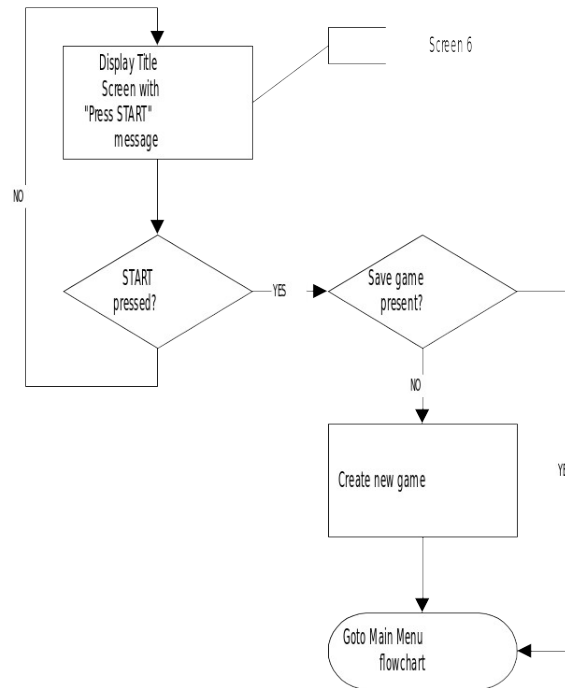 Display Title
Screen with
"Press START"
message
Screen 6
NO
START
pressed?
YES
Save game
present?
NO
Create new game
Goto Main Menu
flowchart